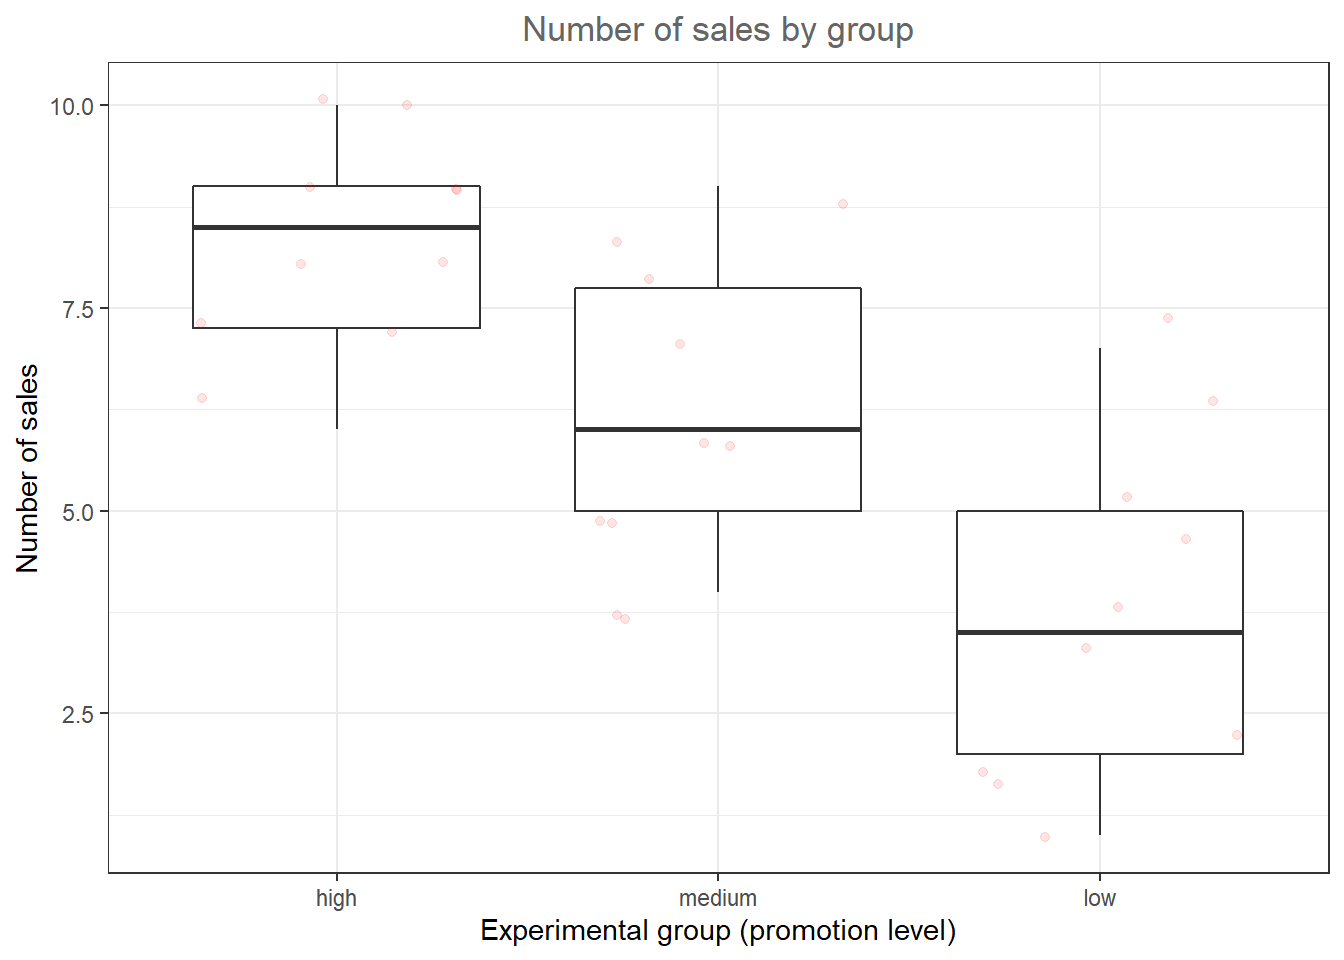 Number of sales by group
Number of sales
10.0
7.5
5.0
2.5
high
medium
low
Experimental group (promotion level)